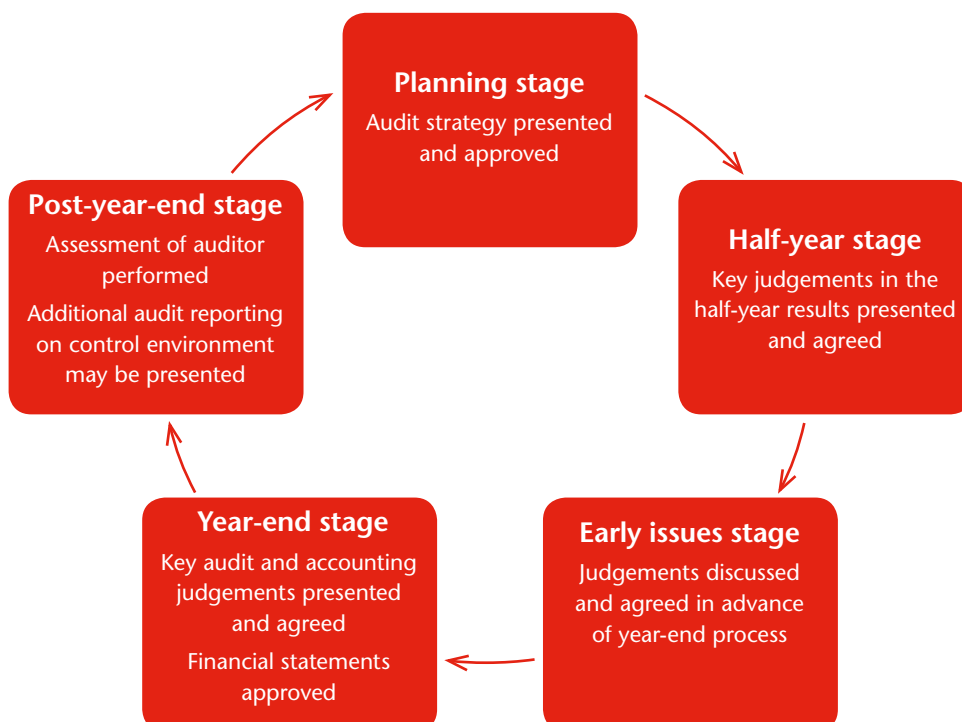 Planning stage
Audit strategy presented
and approved
Half-year stage
Key judgements in the
half-year results presented
and agreed
Early issues stage
Judgements discussed
and agreed in advance
of year-end process
Year-end stage
Key audit and accounting
judgements presented
and agreed
Financial statements
approved
Post-year-end stage
Assessment of auditor
performed
Additional audit reporting
on control environment
may be presented